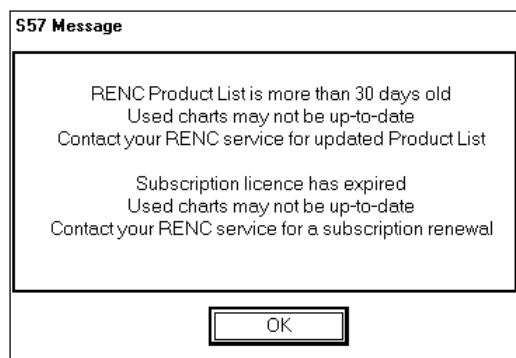 S57 Message
RENC Product List is more than 30 days old
Used charts may not be up-to-date
Contact your RENC service for updated Product List
Subscription licence has expired
Used charts may not be up-to-date
Contact your RENC service for a subscription renewal
OK